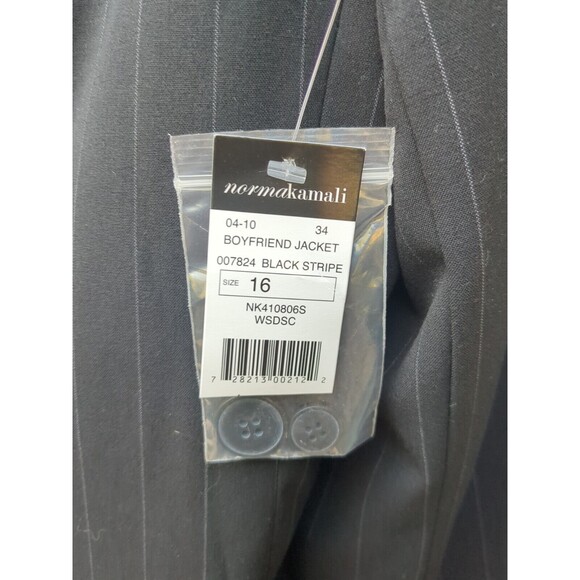 normakamali
04-10 34
BOYFRIEND JACKET
007824 BLACK STRIPE
SIZE 16
NK410806S
WSDSC
7 28213 00212 2